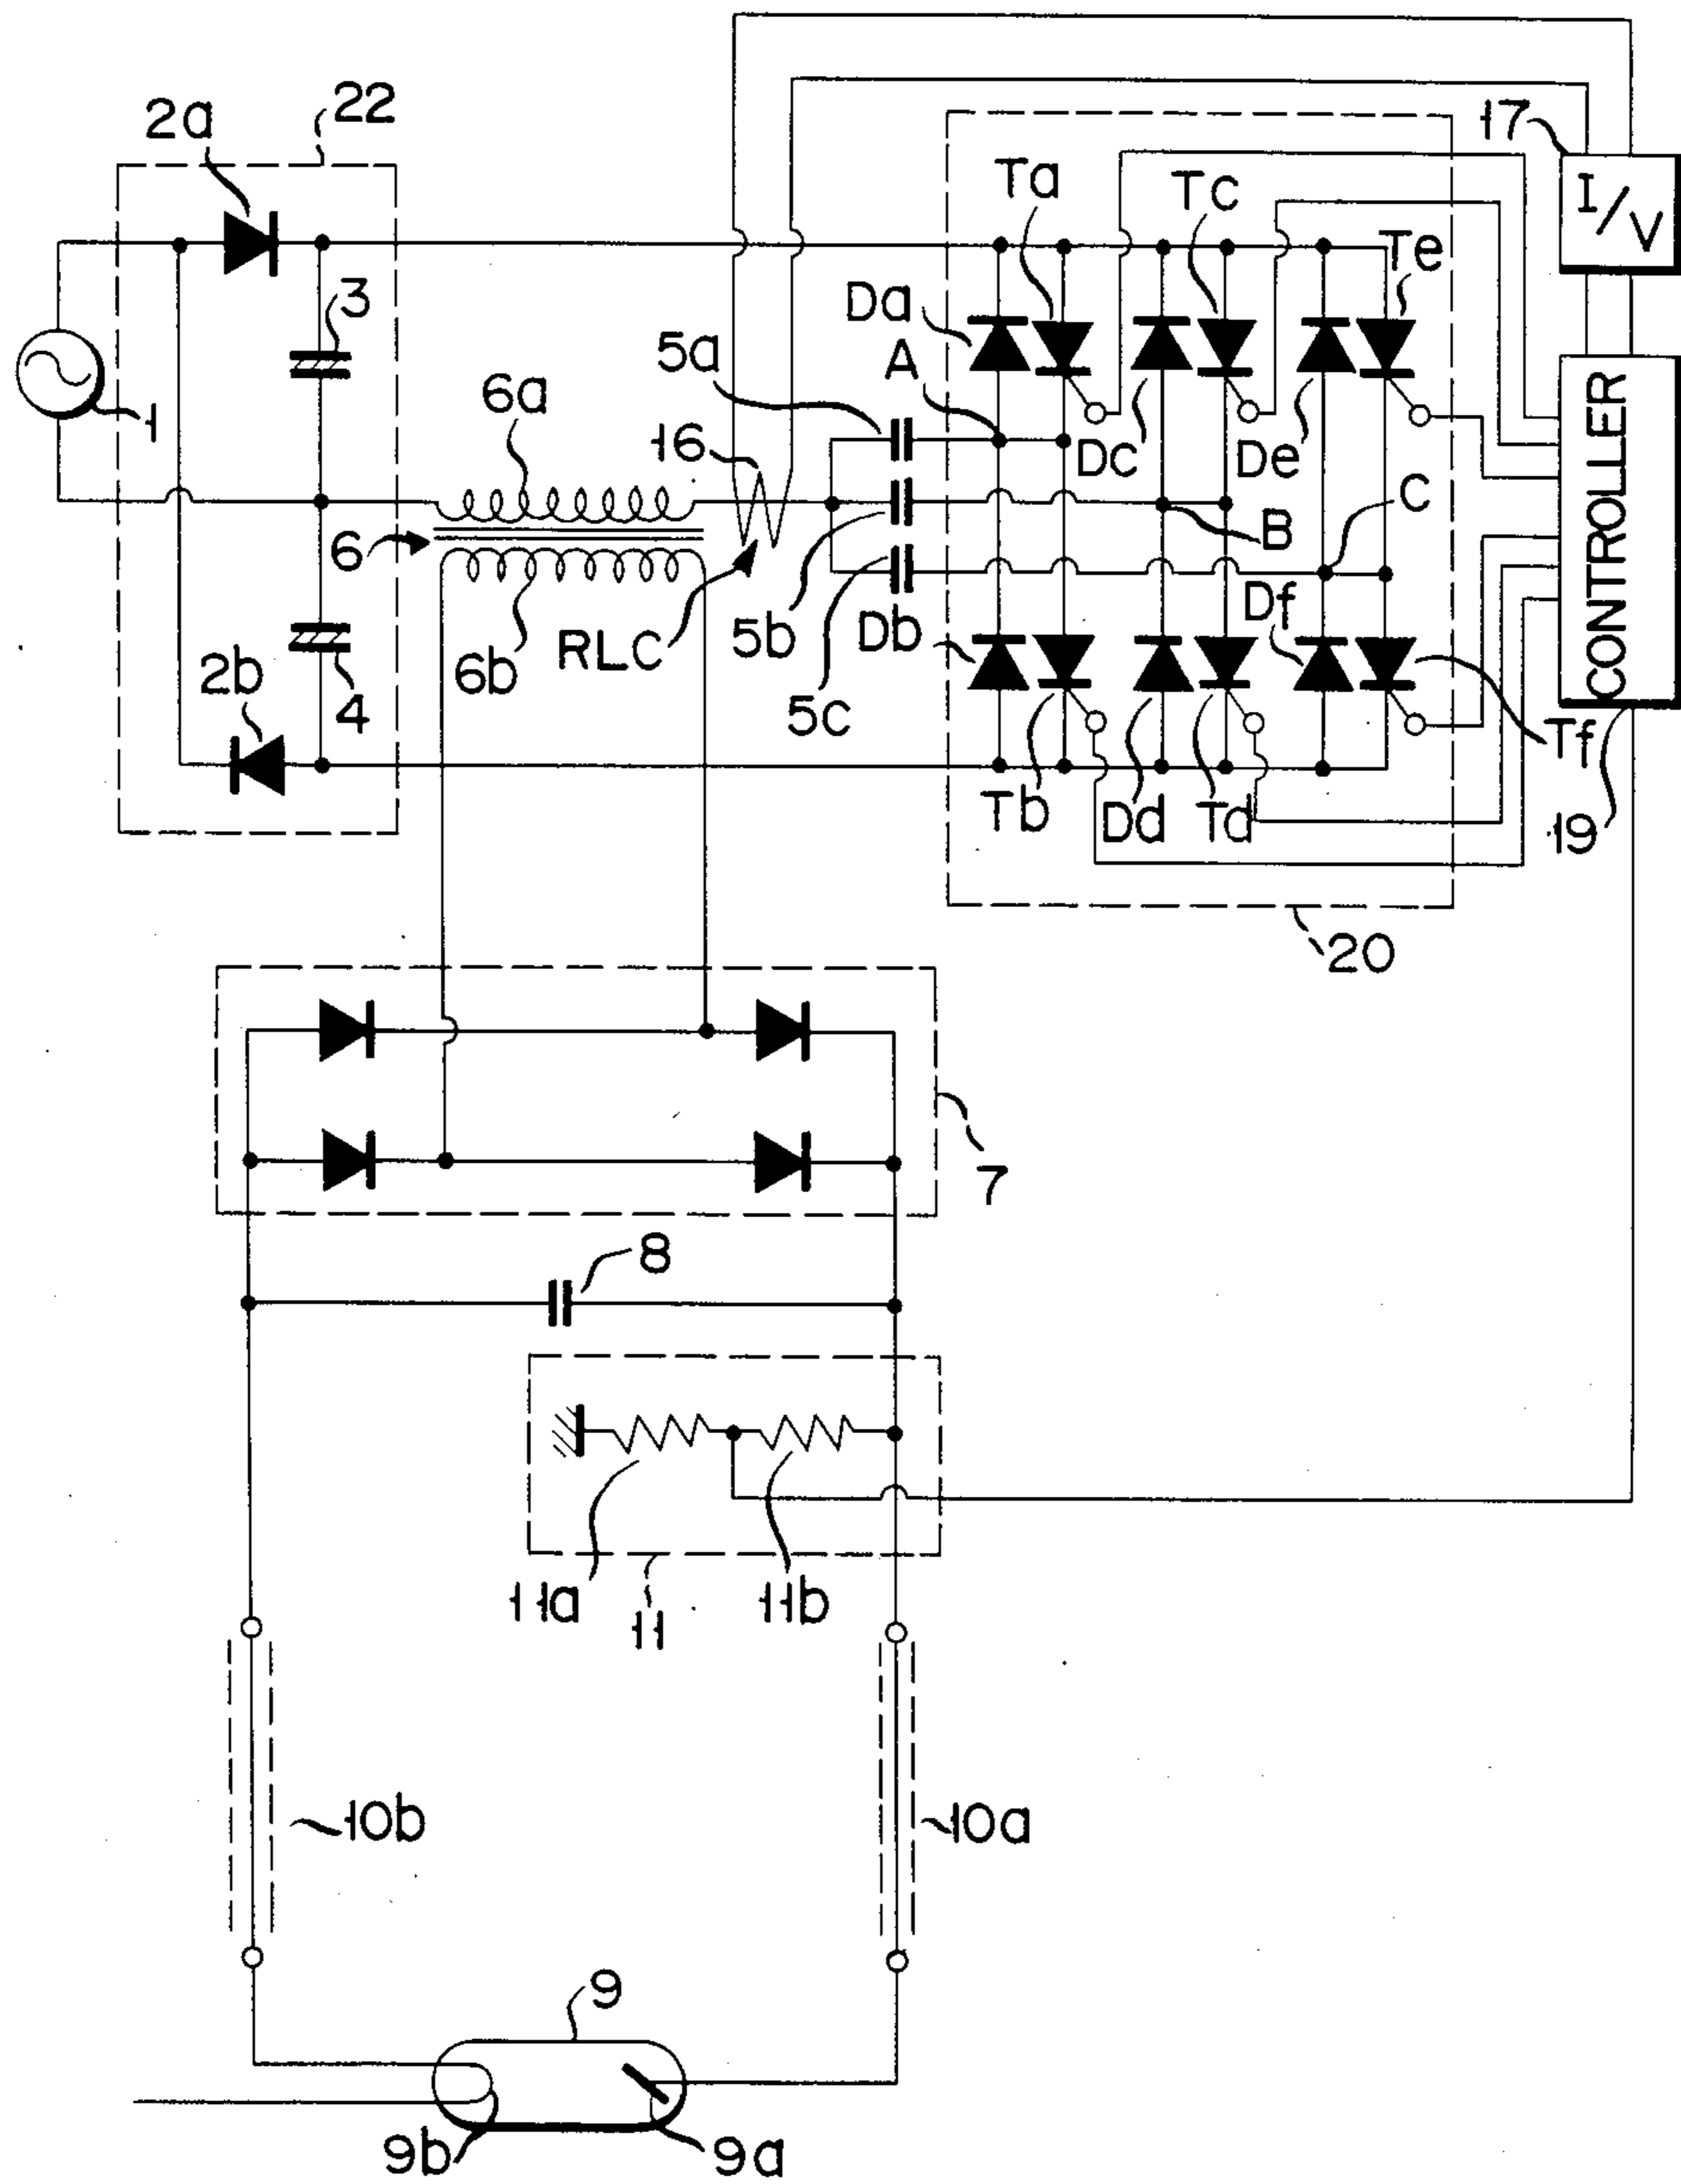 22
2a
17
Ta
Tc
I/V
Te
3
Da
A
5a
1
6a
16
Dc
De
CONTROLLER
C
B
6
Df
5b
Db
RLC
2b
6b
4
5c
Tf
Tb
Dd
Td
19
20
7
8
11a
11b
11
10b
10a
9
9b
9a